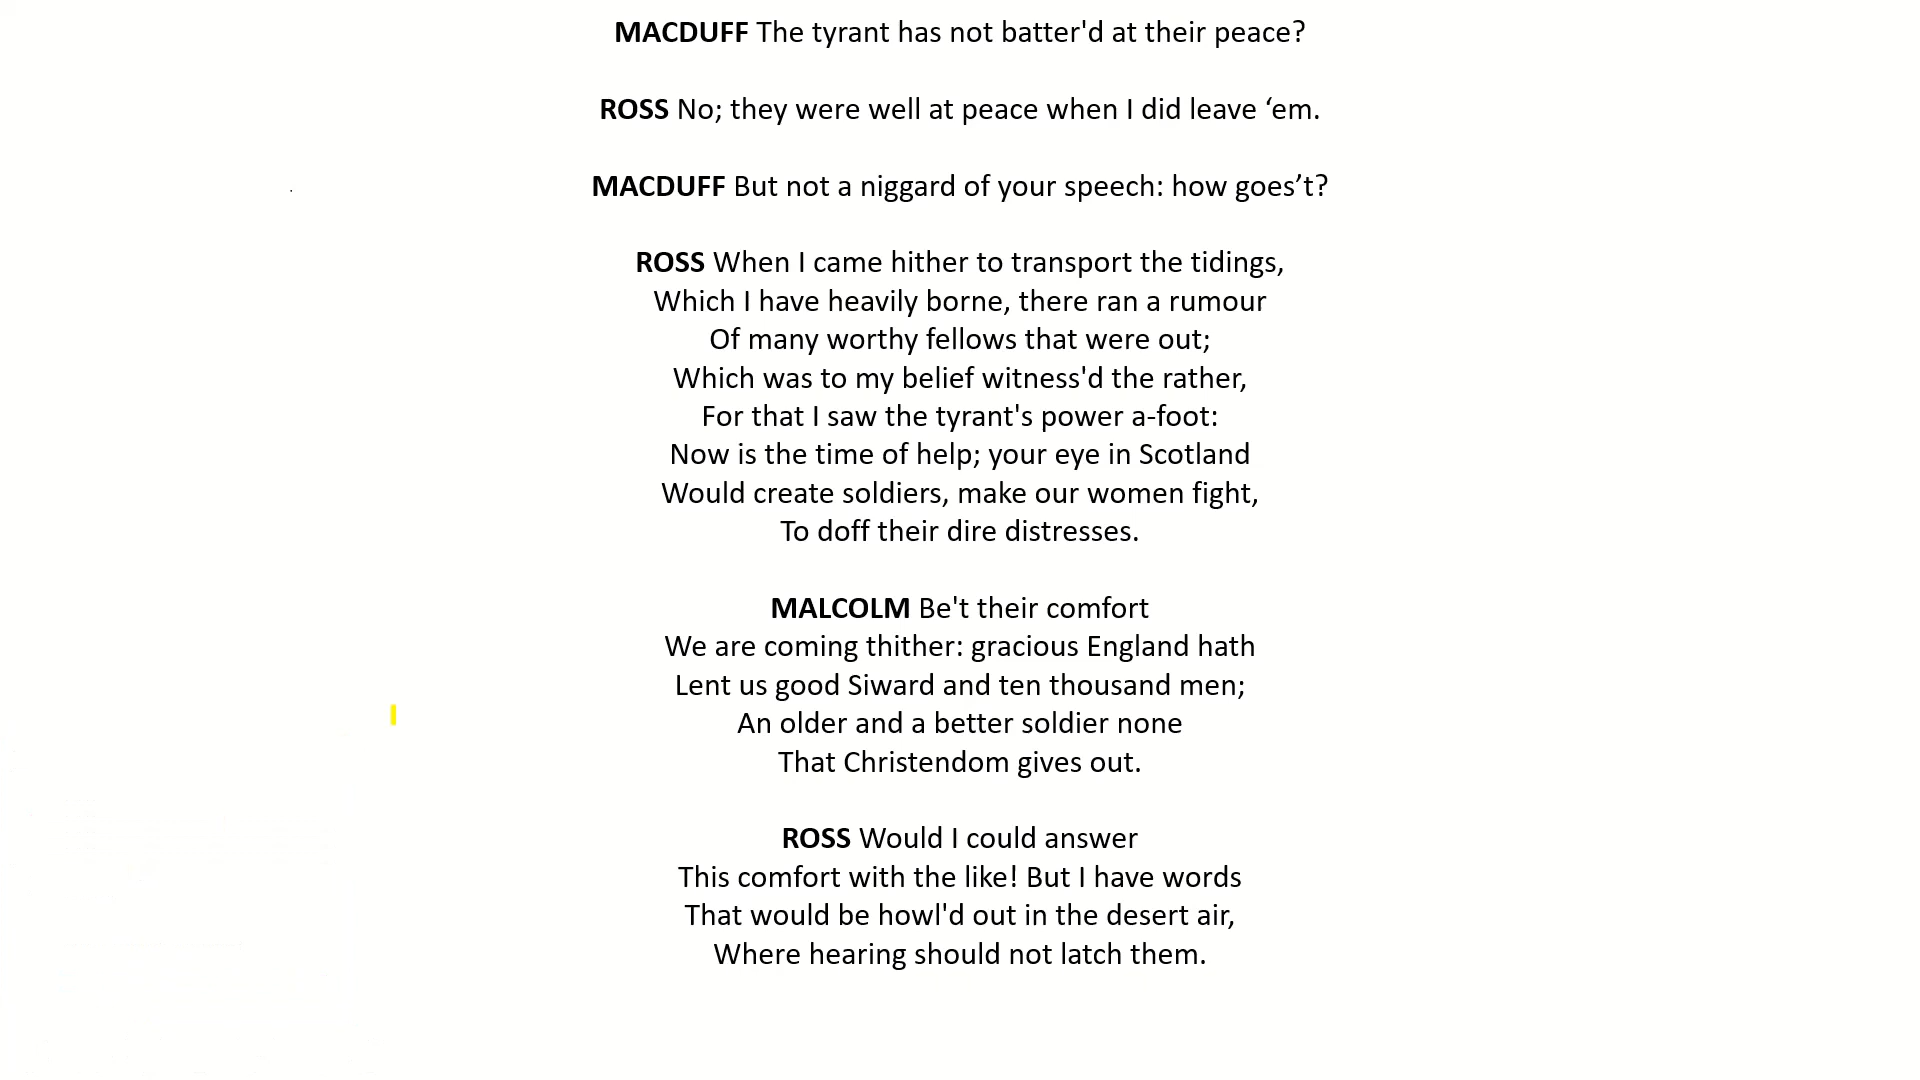 MACDUFF The tyrant has not batter'd at their peace?
ROSS No; they were well at peace when I did leave ‘em.
MACDUFF But not a niggard of your speech: how goes’t?
ROSS When I came hither to transport the tidings,
Which I have heavily borne, there ran a rumour
Of many worthy fellows that were out;
Which was to my belief witness'd the rather,
For that I saw the tyrant's power a-foot:
Now is the time of help; your eye in Scotland
Would create soldiers, make our women fight,
To doff their dire distresses.
MALCOLM Be't their comfort
We are coming thither: gracious England hath
Lent us good Siward and ten thousand men;
An older and a better soldier none
That Christendom gives out.
ROSS Would I could answer
This comfort with the like! But I have words
That would be howl'd out in the desert air,
Where hearing should not latch them.